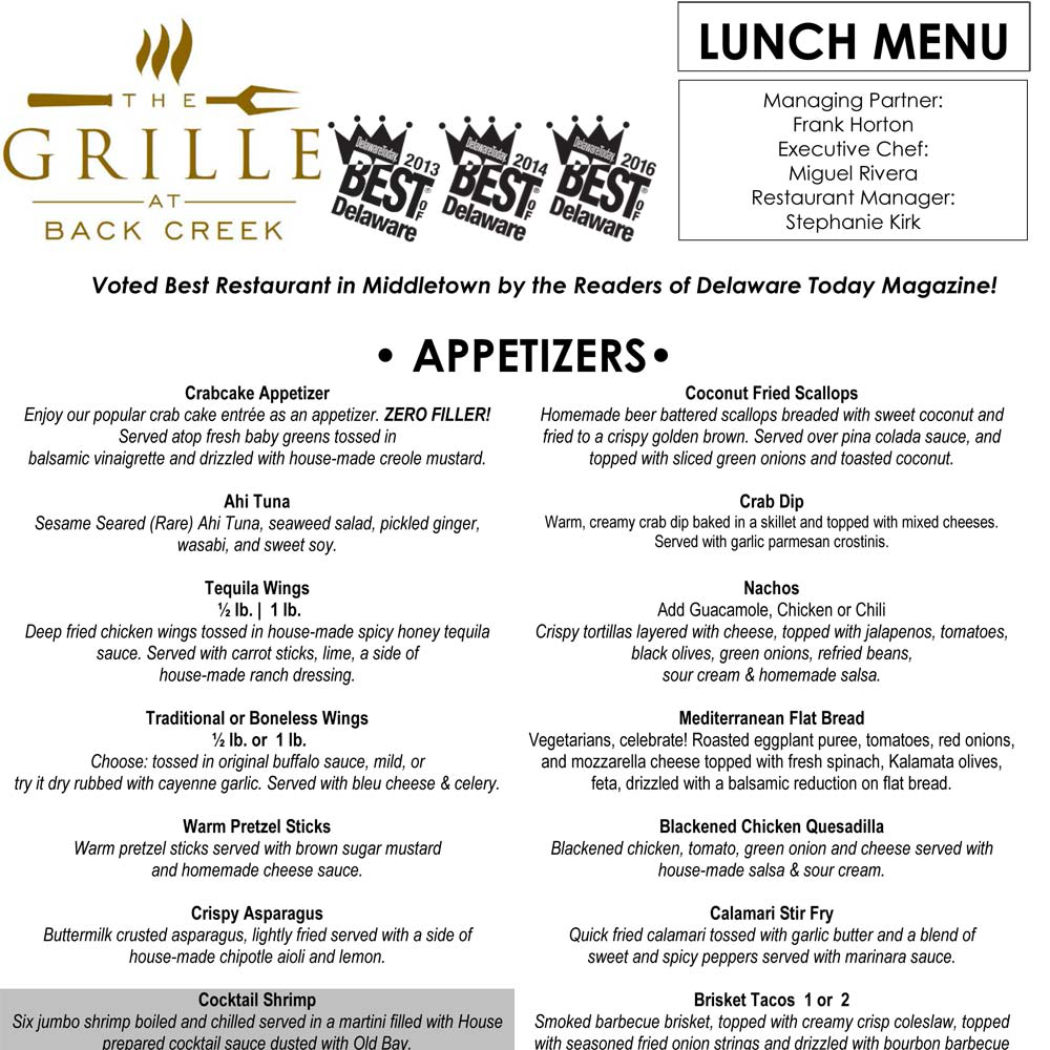 THE
GRILLE
AT
BACK CREEK
DelawareToday.
2013
BEST
OF
Delaware
DelawareToday.
2014
BEST®
OF
Delaware
DelawareToday.
2016
BEST®
OF
Delaware
LUNCH MENU
Managing Partner:
Frank Horton
Executive Chef:
Miguel Rivera
Restaurant Manager:
Stephanie Kirk
Voted Best Restaurant in Middletown by the Readers of Delaware Today Magazine!
• APPETIZERS•
Crabcake Appetizer
Enjoy our popular crab cake entrée as an appetizer. ZERO FILLER!
Served atop fresh baby greens tossed in
balsamic vinaigrette and drizzled with house-made creole mustard.
Ahi Tuna
Sesame Seared (Rare) Ahi Tuna, seaweed salad, pickled ginger,
wasabi, and sweet soy.
Tequila Wings
½ lb. | 1 lb.
Deep fried chicken wings tossed in house-made spicy honey tequila
sauce. Served with carrot sticks, lime, a side of
house-made ranch dressing.
Traditional or Boneless Wings
½ lb. or 1 lb.
Choose: tossed in original buffalo sauce, mild, or
try it dry rubbed with cayenne garlic. Served with bleu cheese & celery.
Warm Pretzel Sticks
Warm pretzel sticks served with brown sugar mustard
and homemade cheese sauce.
Crispy Asparagus
Buttermilk crusted asparagus, lightly fried served with a side of
house-made chipotle aioli and lemon.
Cocktail Shrimp
Six jumbo shrimp boiled and chilled served in a martini filled with House
prepared cocktail sauce dusted with Old Bay.
Coconut Fried Scallops
Homemade beer battered scallops breaded with sweet coconut and
fried to a crispy golden brown. Served over pina colada sauce, and
topped with sliced green onions and toasted coconut.
Crab Dip
Warm, creamy crab dip baked in a skillet and topped with mixed cheeses.
Served with garlic parmesan crostinis.
Nachos
Add Guacamole, Chicken or Chili
Crispy tortillas layered with cheese, topped with jalapenos, tomatoes,
black olives, green onions, refried beans,
sour cream & homemade salsa.
Mediterranean Flat Bread
Vegetarians, celebrate! Roasted eggplant puree, tomatoes, red onions,
and mozzarella cheese topped with fresh spinach, Kalamata olives,
feta, drizzled with a balsamic reduction on flat bread.
Blackened Chicken Quesadilla
Blackened chicken, tomato, green onion and cheese served with
house-made salsa & sour cream.
Calamari Stir Fry
Quick fried calamari tossed with garlic butter and a blend of
sweet and spicy peppers served with marinara sauce.
Brisket Tacos 1 or 2
Smoked barbecue brisket, topped with creamy crisp coleslaw, topped
with seasoned fried onion strings and drizzled with bourbon barbecue